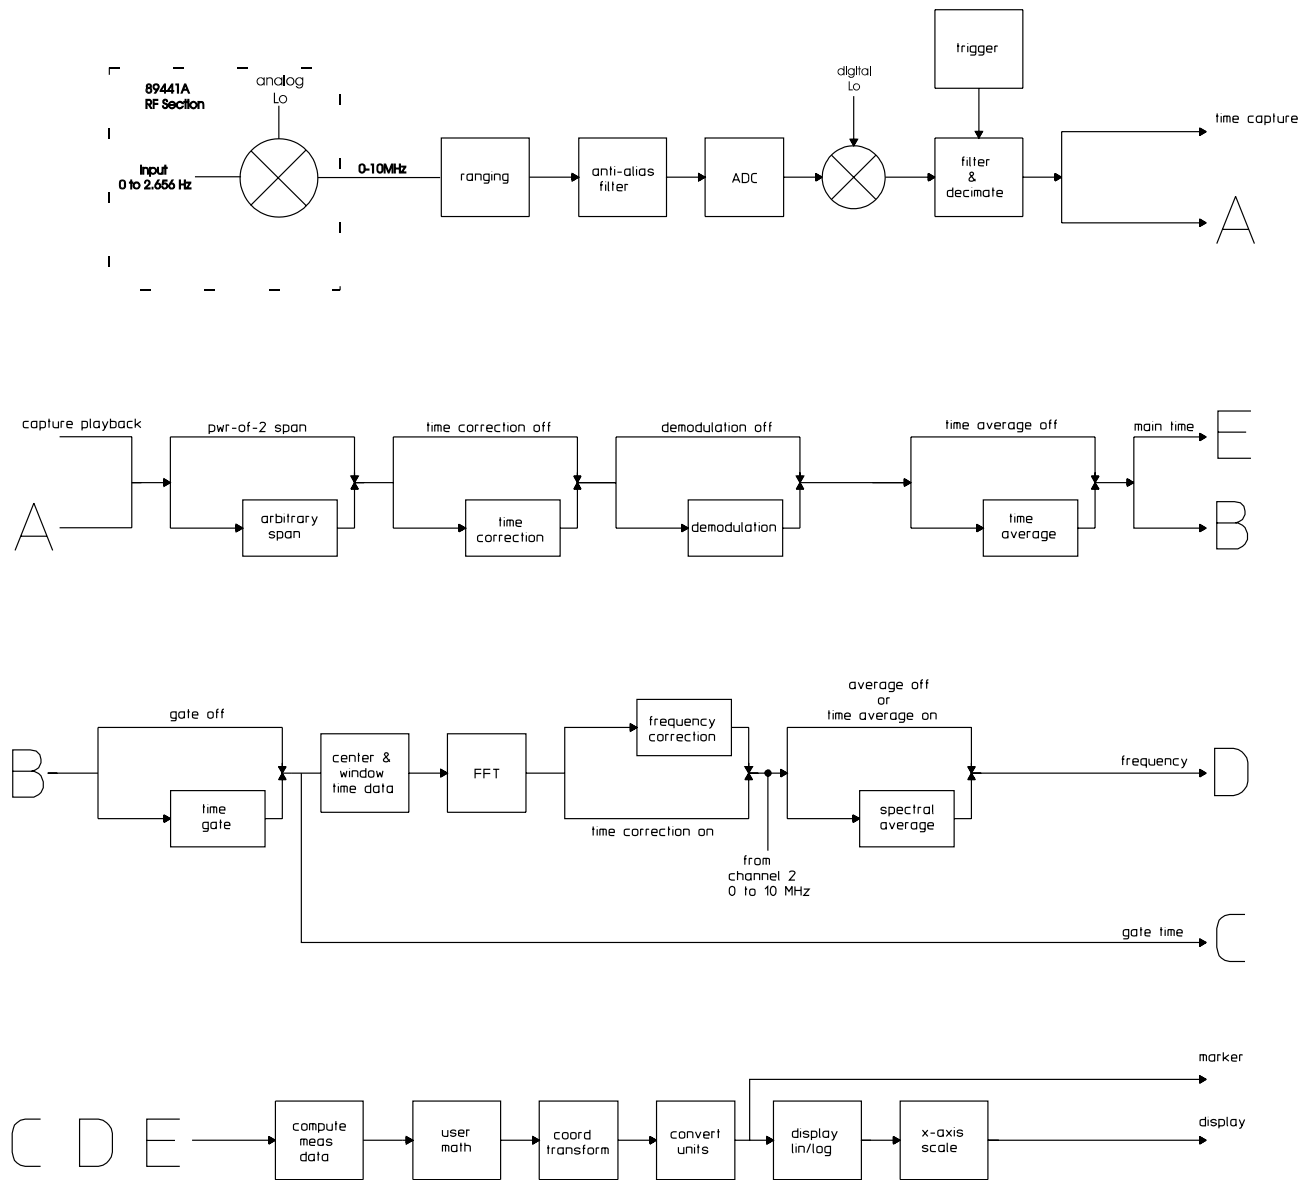 trigger
89441A
RF Section
analog
Lo
digital
Lo
time capture
Input
0 to 2.656 Hz
0-10MHz
ranging
anti-alias
filter
ADC
filter
&
decimate
A
capture playback
pwr-of-2 span
time correction off
demodulation off
time average off
main time
E
A
arbitrary
span
time
correction
demodulation
time
average
B
average off
or
time average on
gate off
frequency
correction
B
center &
window
time data
FFT
frequency
D
time
gate
time correction on
spectral
average
from
channel 2
0 to 10 MHz
gate time
C
marker
C D E
compute
meas
data
user
math
coord
transform
convert
units
display
lin/log
x-axis
scale
display